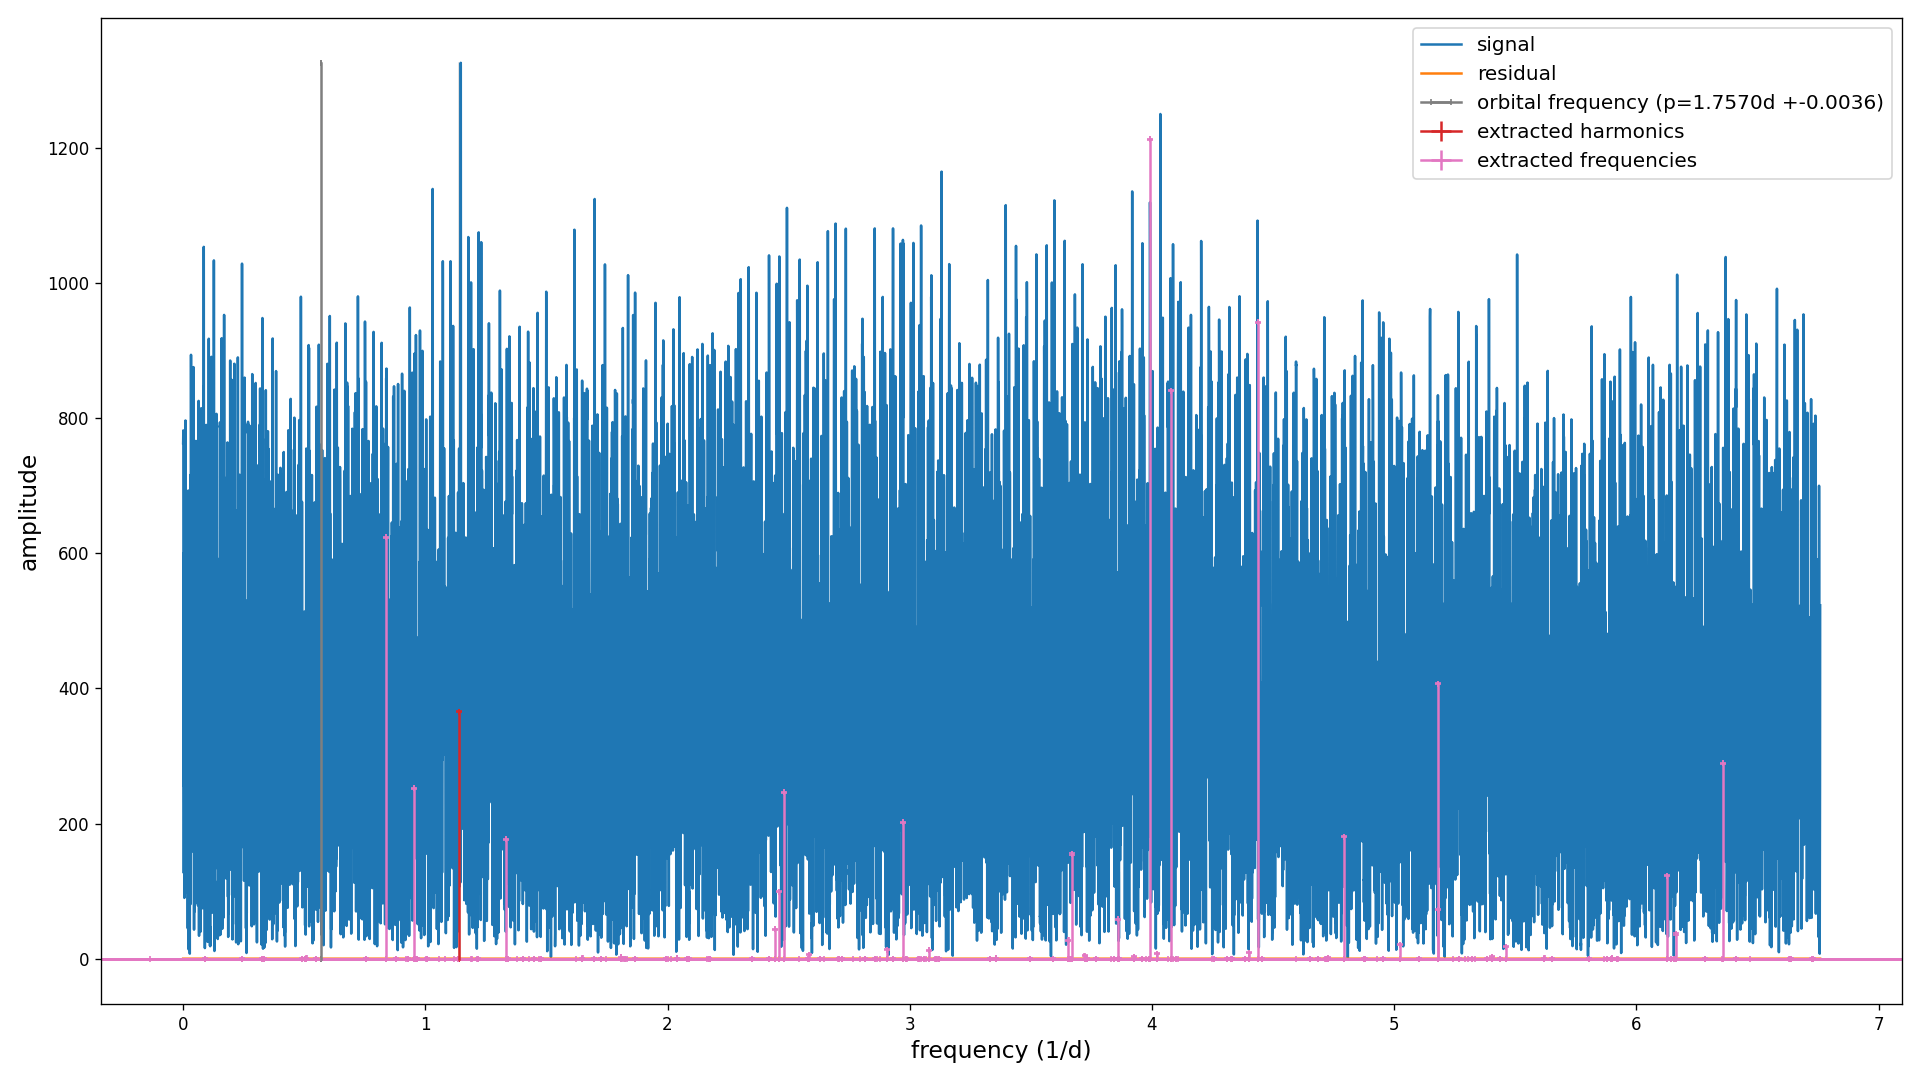 signal
residual
orbital frequency (p=1.7570d +-0.0036)
extracted harmonics
extracted frequencies
amplitude
1200
1000
800
600
400
200
0
0 1 2 3 4 5 6 7
frequency (1/d)